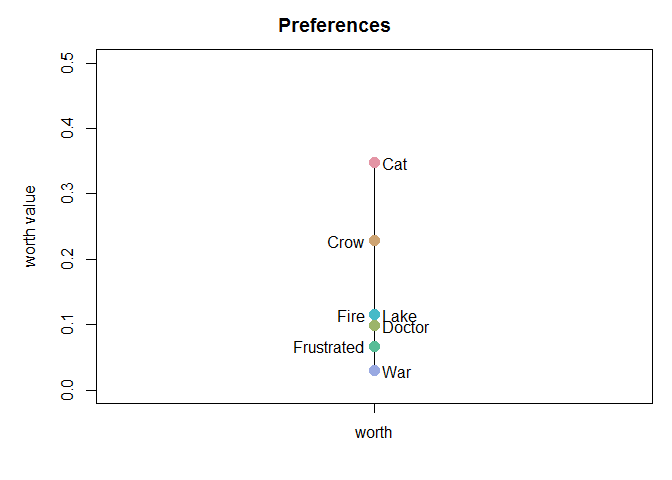 Preferences
0.5
0.4
0.3
0.2
0.1
0.0
worth value
Cat
Crow
Fire Lake
Doctor
Frustrated
War
worth